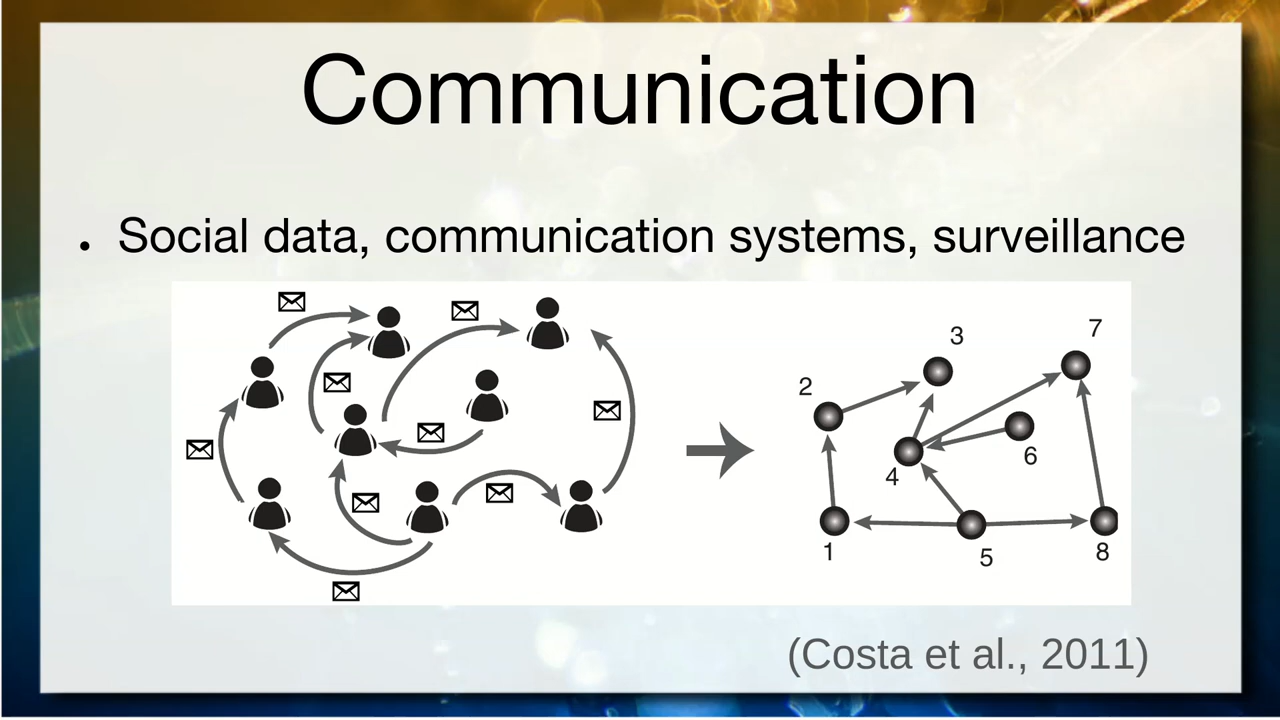 Communication
• Social data, communication systems, surveillance
3
7
2
6
4
1
5
8
(Costa et al., 2011)